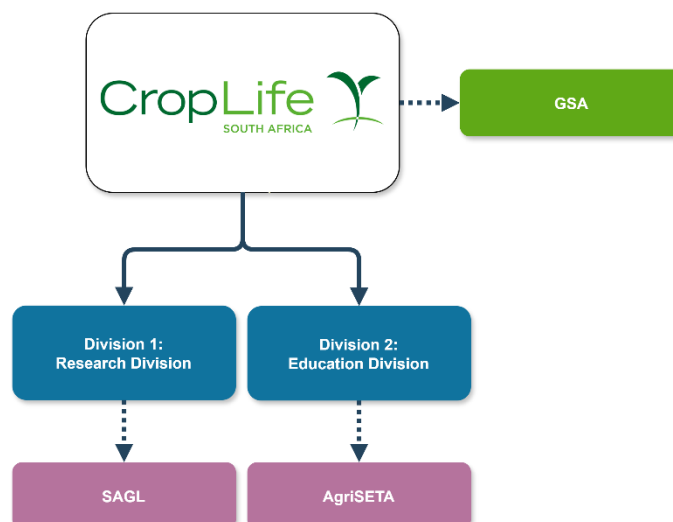 CropLife
SOUTH AFRICA
GSA
Division 1:
Research Division
Division 2:
Education Division
SAGL
AgriSETA